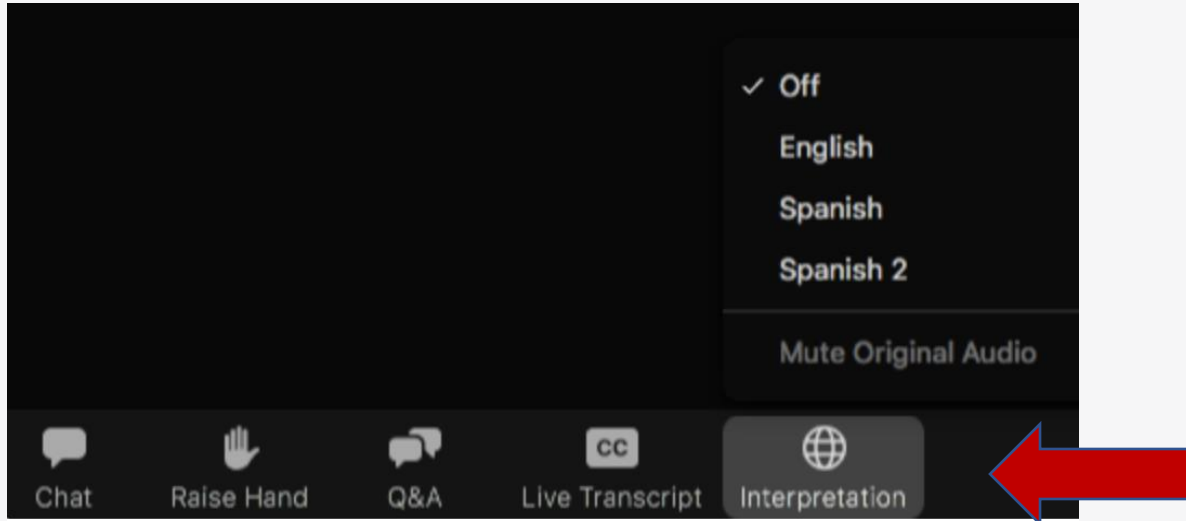 Off
English
Spanish
Spanish 2
Mute Original Audio
CC
Chat Raise Hand Q&A Live Transcript Interpretation